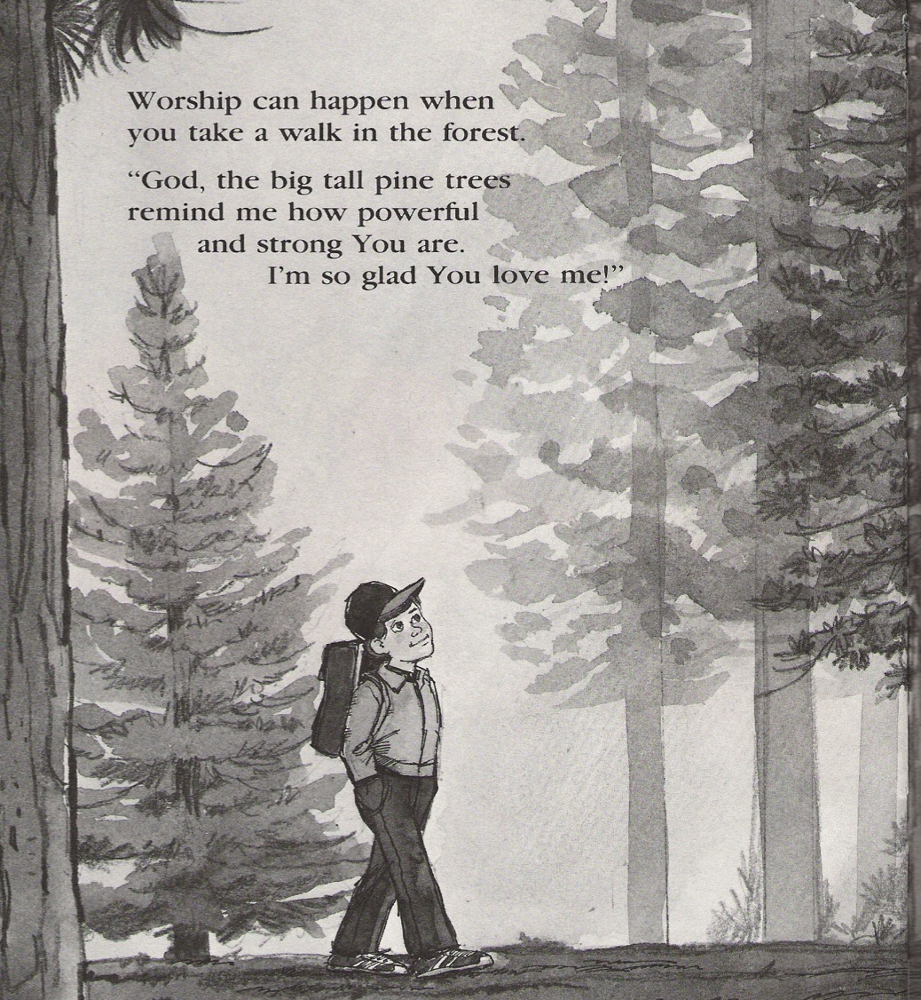 Worship can happen when
you take a walk in the forest.
“God, the big tall pine trees
remind me how powerful
and strong You are.
I'm so glad You love me!”